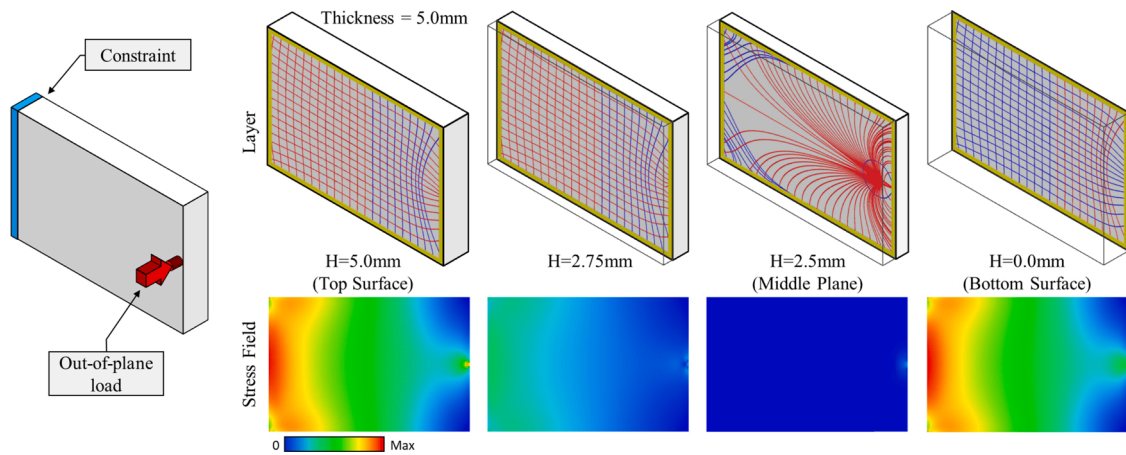 Thickness = 5.0mm
Constraint
Layer
H=5.0mm
(Top Surface)
H=2.75mm
H=2.5mm
(Middle Plane)
H=0.0mm
(Bottom Surface)
Out-of-plane
load
Stress Field
0
Max